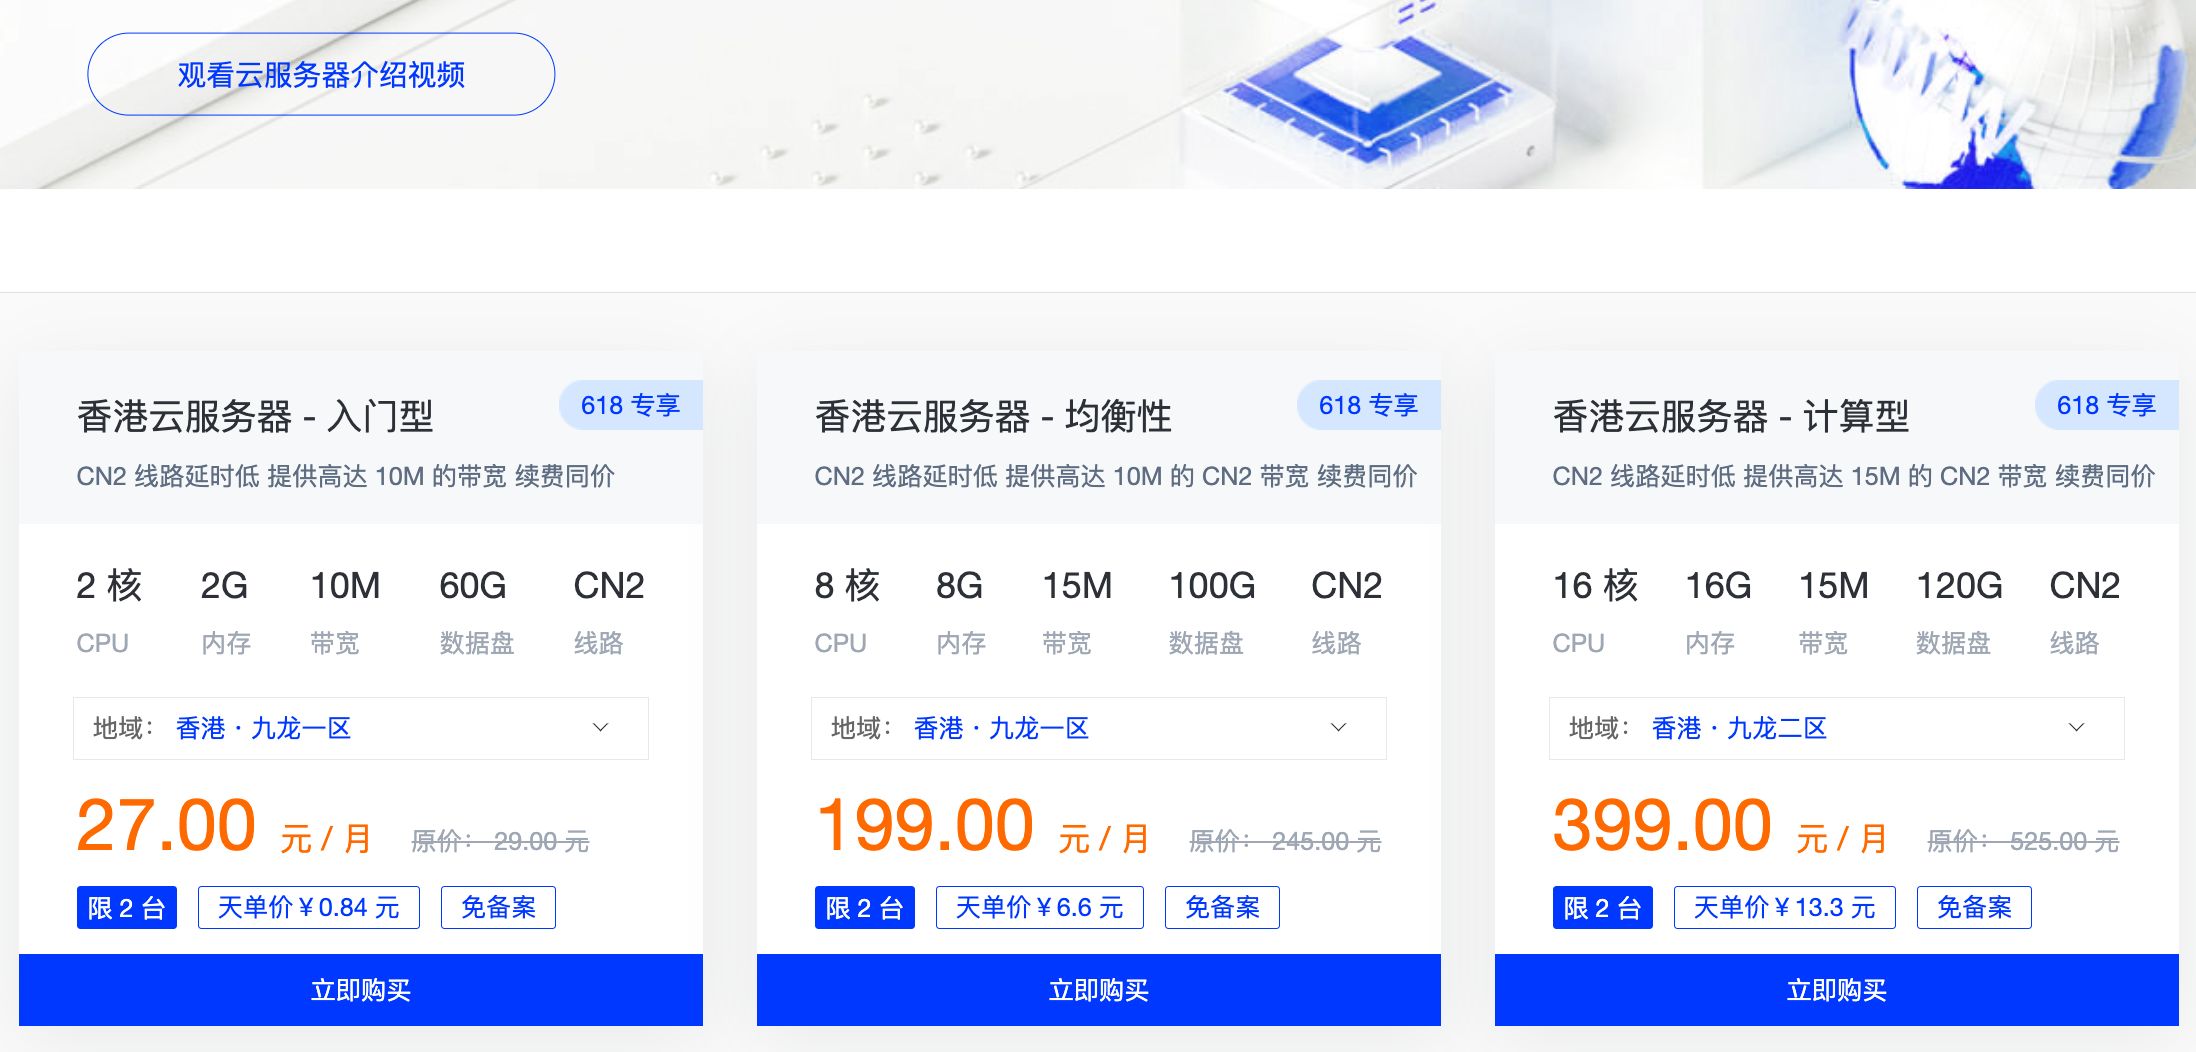 观看云服务器介绍视频
香港云服务器 - 入门型
618 专享
CN2 线路延时低 提供高达 10M 的带宽 续费同价
2 核 2G 10M 60G CN2
CPU 内存 带宽 数据盘 线路
地域： 香港 · 九龙一区
27.00 元 / 月 原价： 29.00 元
限 2 台 天单价￥0.84 元 免备案
立即购买
香港云服务器 - 均衡性
618 专享
CN2 线路延时低 提供高达 10M 的 CN2 带宽 续费同价
8 核 8G 15M 100G CN2
CPU 内存 带宽 数据盘 线路
地域： 香港 · 九龙一区
199.00 元 / 月 原价： 245.00 元
限 2 台 天单价￥6.6 元 免备案
立即购买
香港云服务器 - 计算型
618 专享
CN2 线路延时低 提供高达 15M 的 CN2 带宽 续费同价
16 核 16G 15M 120G CN2
CPU 内存 带宽 数据盘 线路
地域： 香港 · 九龙二区
399.00 元 / 月 原价： 525.00 元
限 2 台 天单价￥13.3 元 免备案
立即购买